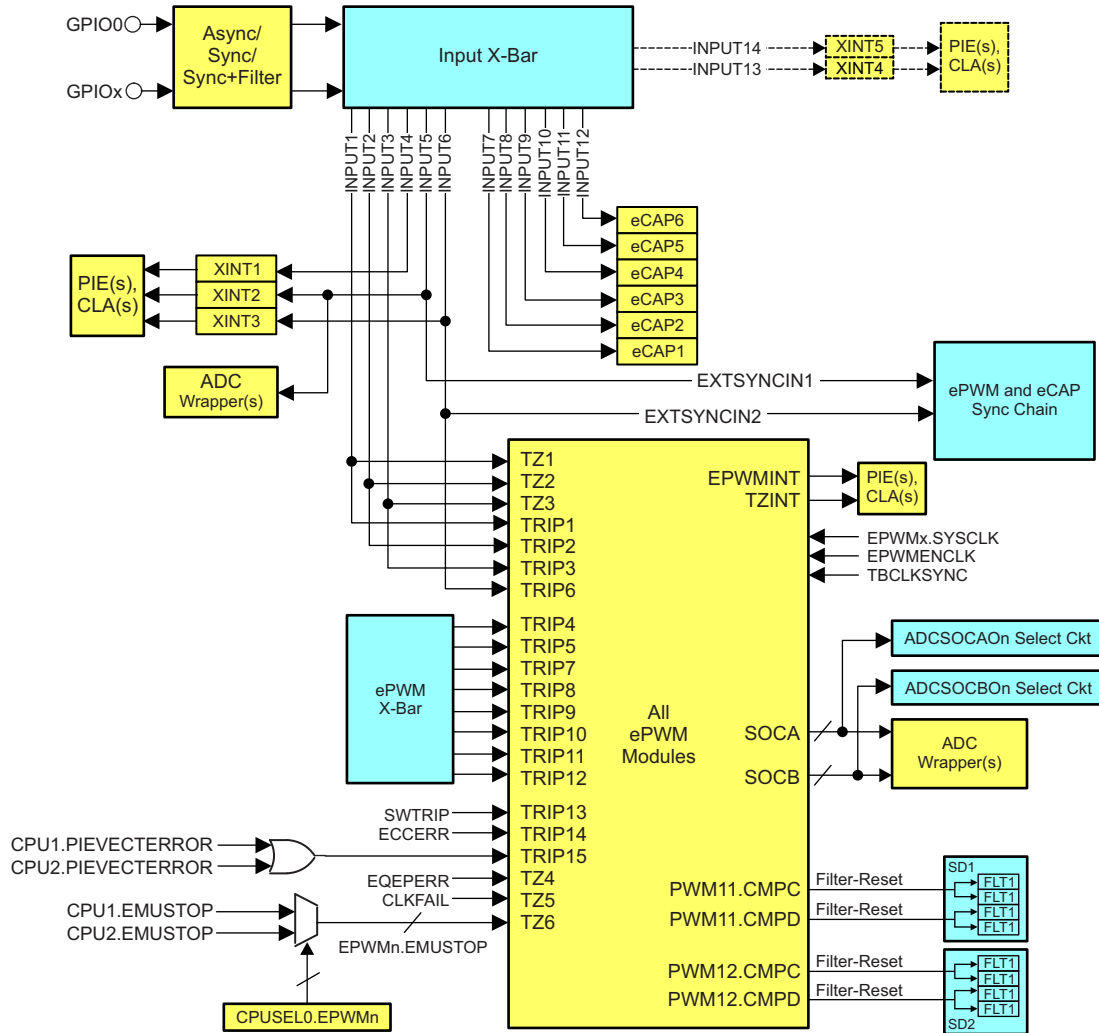 GPIO0
GPIOx
Async/
Sync/
Sync+Filter
Input X-Bar
INPUT14
INPUT13
XINT5
XINT4
PIE(s),
CLA(s)
INPUT1
INPUT2
INPUT3
INPUT4
INPUT5
INPUT6
INPUT7
INPUT8
INPUT9
INPUT10
INPUT11
INPUT12
eCAP6
eCAP5
eCAP4
eCAP3
eCAP2
eCAP1
PIE(s),
CLA(s)
XINT1
XINT2
XINT3
ADC
Wrapper(s)
EXTSYNCIN1
EXTSYNCIN2
ePWM and eCAP
Sync Chain
TZ1
TZ2
TZ3
TRIP1
TRIP2
TRIP3
TRIP6
EPWMINT
TZINT
PIE(s),
CLA(s)
EPWMx.SYSCLK
EPWMENCLK
TBCLKSYNC
ePWM
X-Bar
TRIP4
TRIP5
TRIP7
TRIP8
TRIP9
TRIP10
TRIP11
TRIP12
All
ePWM
Modules
SOCA
SOCB
ADCSOCAOn Select Ckt
ADCSOCBOn Select Ckt
ADC
Wrapper(s)
SWTRIP
ECCERR
TRIP13
TRIP14
TRIP15
CPU1.PIEVECTERROR
CPU2.PIEVECTERROR
EQEPERR
CLKFAIL
TZ4
TZ5
TZ6
CPU1.EMUSTOP
CPU2.EMUSTOP
EPWMn.EMUSTOP
CPUSEL0.EPWMn
PWM11.CMPC
PWM11.CMPD
PWM12.CMPC
PWM12.CMPD
Filter-Reset
Filter-Reset
Filter-Reset
Filter-Reset
SD1
FLT1
FLT1
FLT1
FLT1
FLT1
FLT1
FLT1
FLT1
SD2